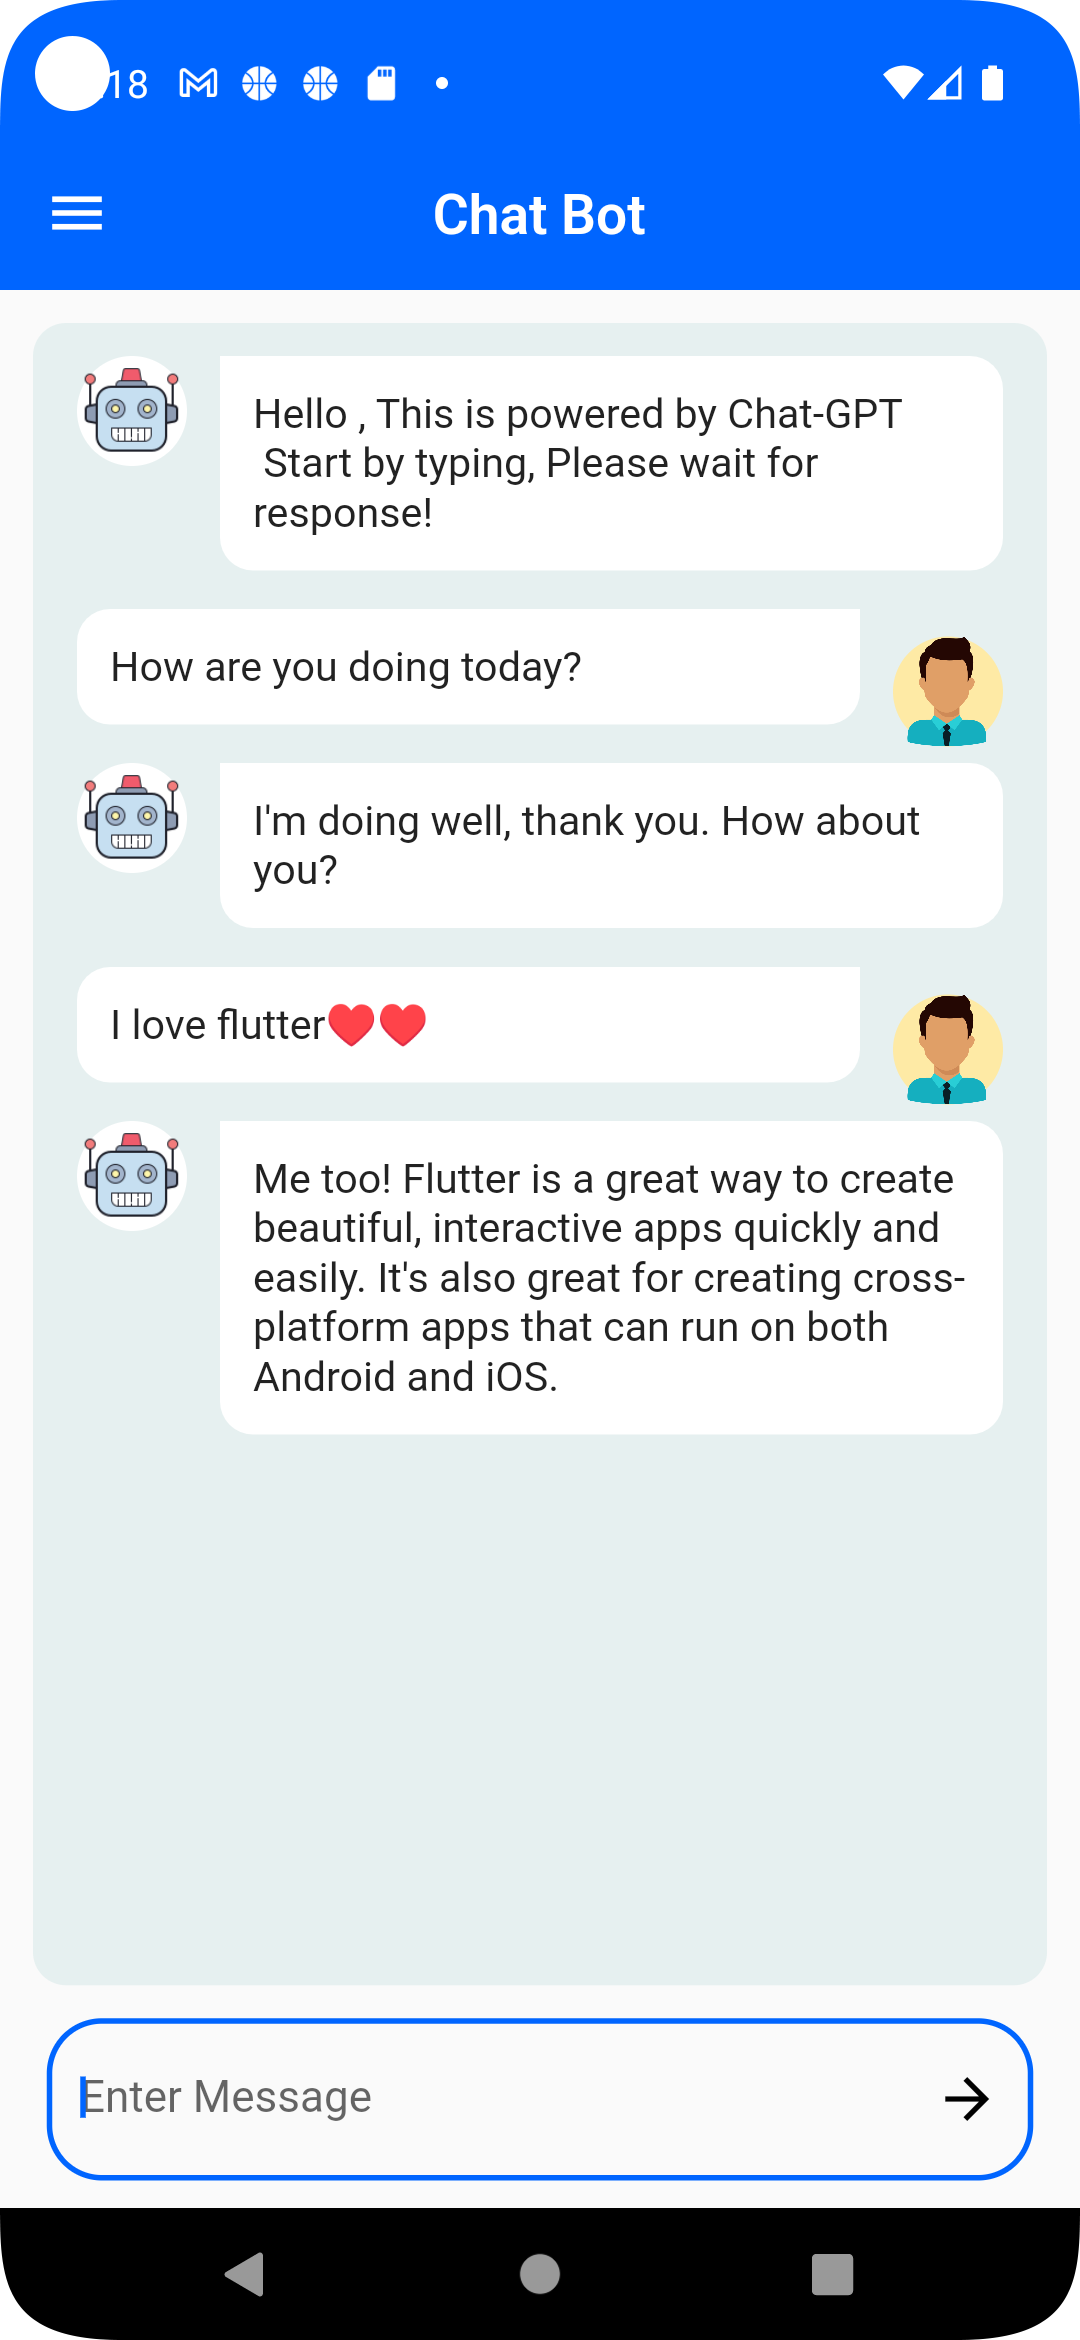 18
Chat Bot
Hello , This is powered by Chat-GPT
Start by typing, Please wait for
response!
How are you doing today?
I'm doing well, thank you. How about
you?
I love flutter❤️❤️
Me too! Flutter is a great way to create
beautiful, interactive apps quickly and
easily. It's also great for creating cross-
platform apps that can run on both
Android and iOS.
Enter Message